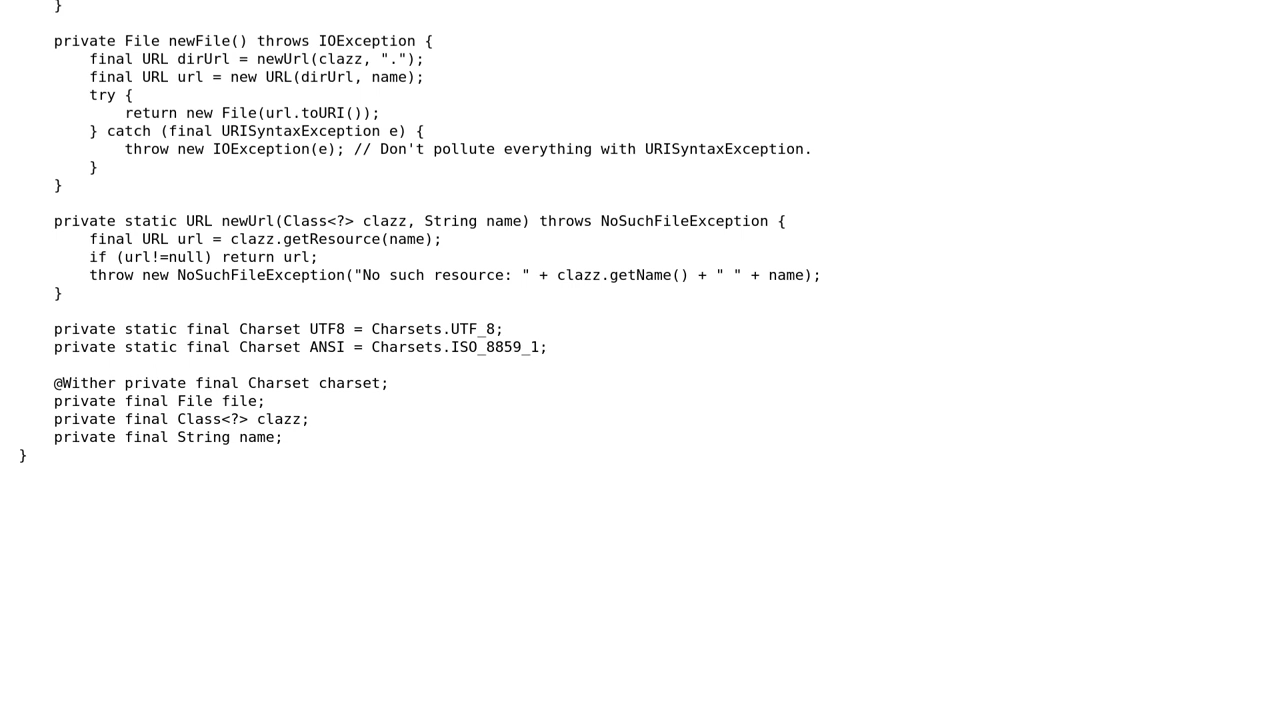 }

    private File newFile() throws IOException {
        final URL dirUrl = newUrl(clazz, ".");
        final URL url = new URL(dirUrl, name);
        try {
            return new File(url.toURI());
        } catch (final URISyntaxException e) {
            throw new IOException(e); // Don't pollute everything with URISyntaxException.
        }
    }

    private static URL newUrl(Class<?> clazz, String name) throws NoSuchFileException {
        final URL url = clazz.getResource(name);
        if (url!=null) return url;
        throw new NoSuchFileException("No such resource: " + clazz.getName() + " " + name);
    }

    private static final Charset UTF8 = Charsets.UTF_8;
    private static final Charset ANSI = Charsets.ISO_8859_1;

    @Wither private final Charset charset;
    private final File file;
    private final Class<?> clazz;
    private final String name;
}